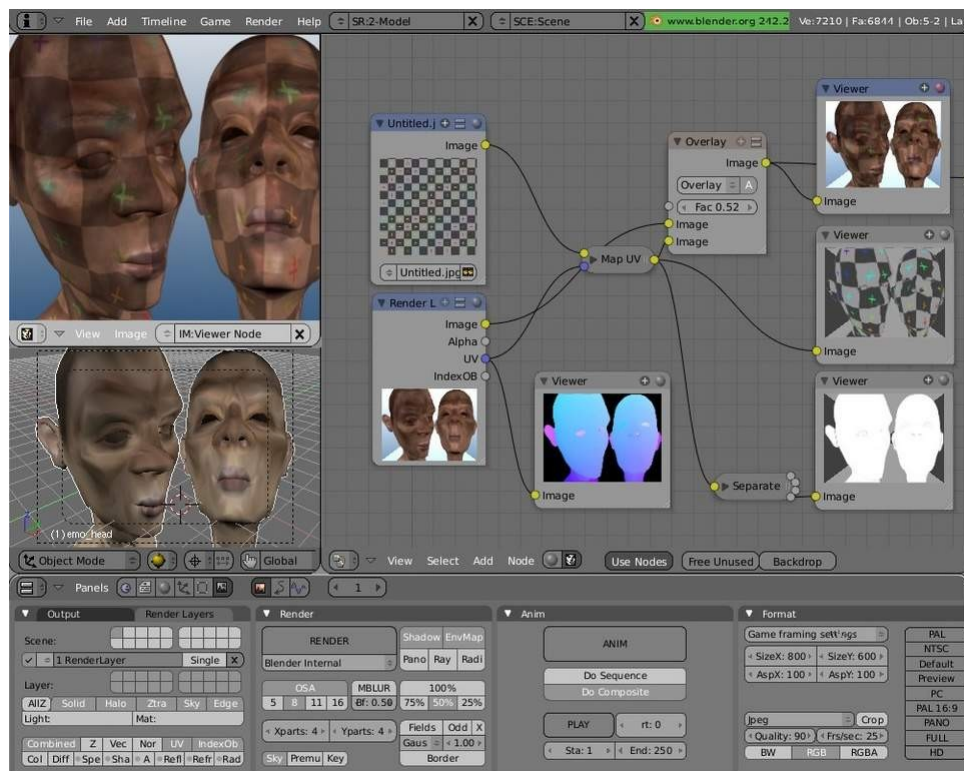 File Add Timeline Game Render Help SR:2-Model X SCE:Scene X www.blender.org 242.2 Ve:7210 | Fa:6844 | Ob:5-2 | La
Untitled.j
Image
Untitled.jpg
Render L
Image
Alpha
UV
IndexOB
Viewer
Image
Map UV
Overlay
Image
Overlay A
Fac 0.52
Image
Image
Viewer
Image
Viewer
Image
Viewer
Image
Separate
View Image IM:Viewer Node X
(1) emo_head
Object Mode Global
View Select Add Node Use Nodes Free Unused Backdrop
Panels 1
Output Render Layers
Scene:
1 RenderLayer Single X
Layer:
AllZ Solid Halo Ztra Sky Edge
Light: Mat:
Combined Z Vec Nor UV IndexOb
Col Diff Spe Sha A Refl Refr Rad
Render
RENDER
Blender Internal
Shadow EnvMap
Pano Ray Radi
OSA MBLUR 100%
5 8 11 16 Bf: 0.50 75% 50% 25%
Xparts: 4 Yparts: 4
Fields Odd X
Gaus 1.00
Sky Premu Key Border
Anim
ANIM
Do Sequence
Do Composite
PLAY rt: 0
Sta: 1 End: 250
Format
Game framing settings
SizeX: 800 SizeY: 600
AspX: 100 AspY: 100
Jpeg Crop
Quality: 90 Frs/sec: 25
BW RGB RGBA
PAL
NTSC
Default
Preview
PC
PAL 16:9
PANO
FULL
HD